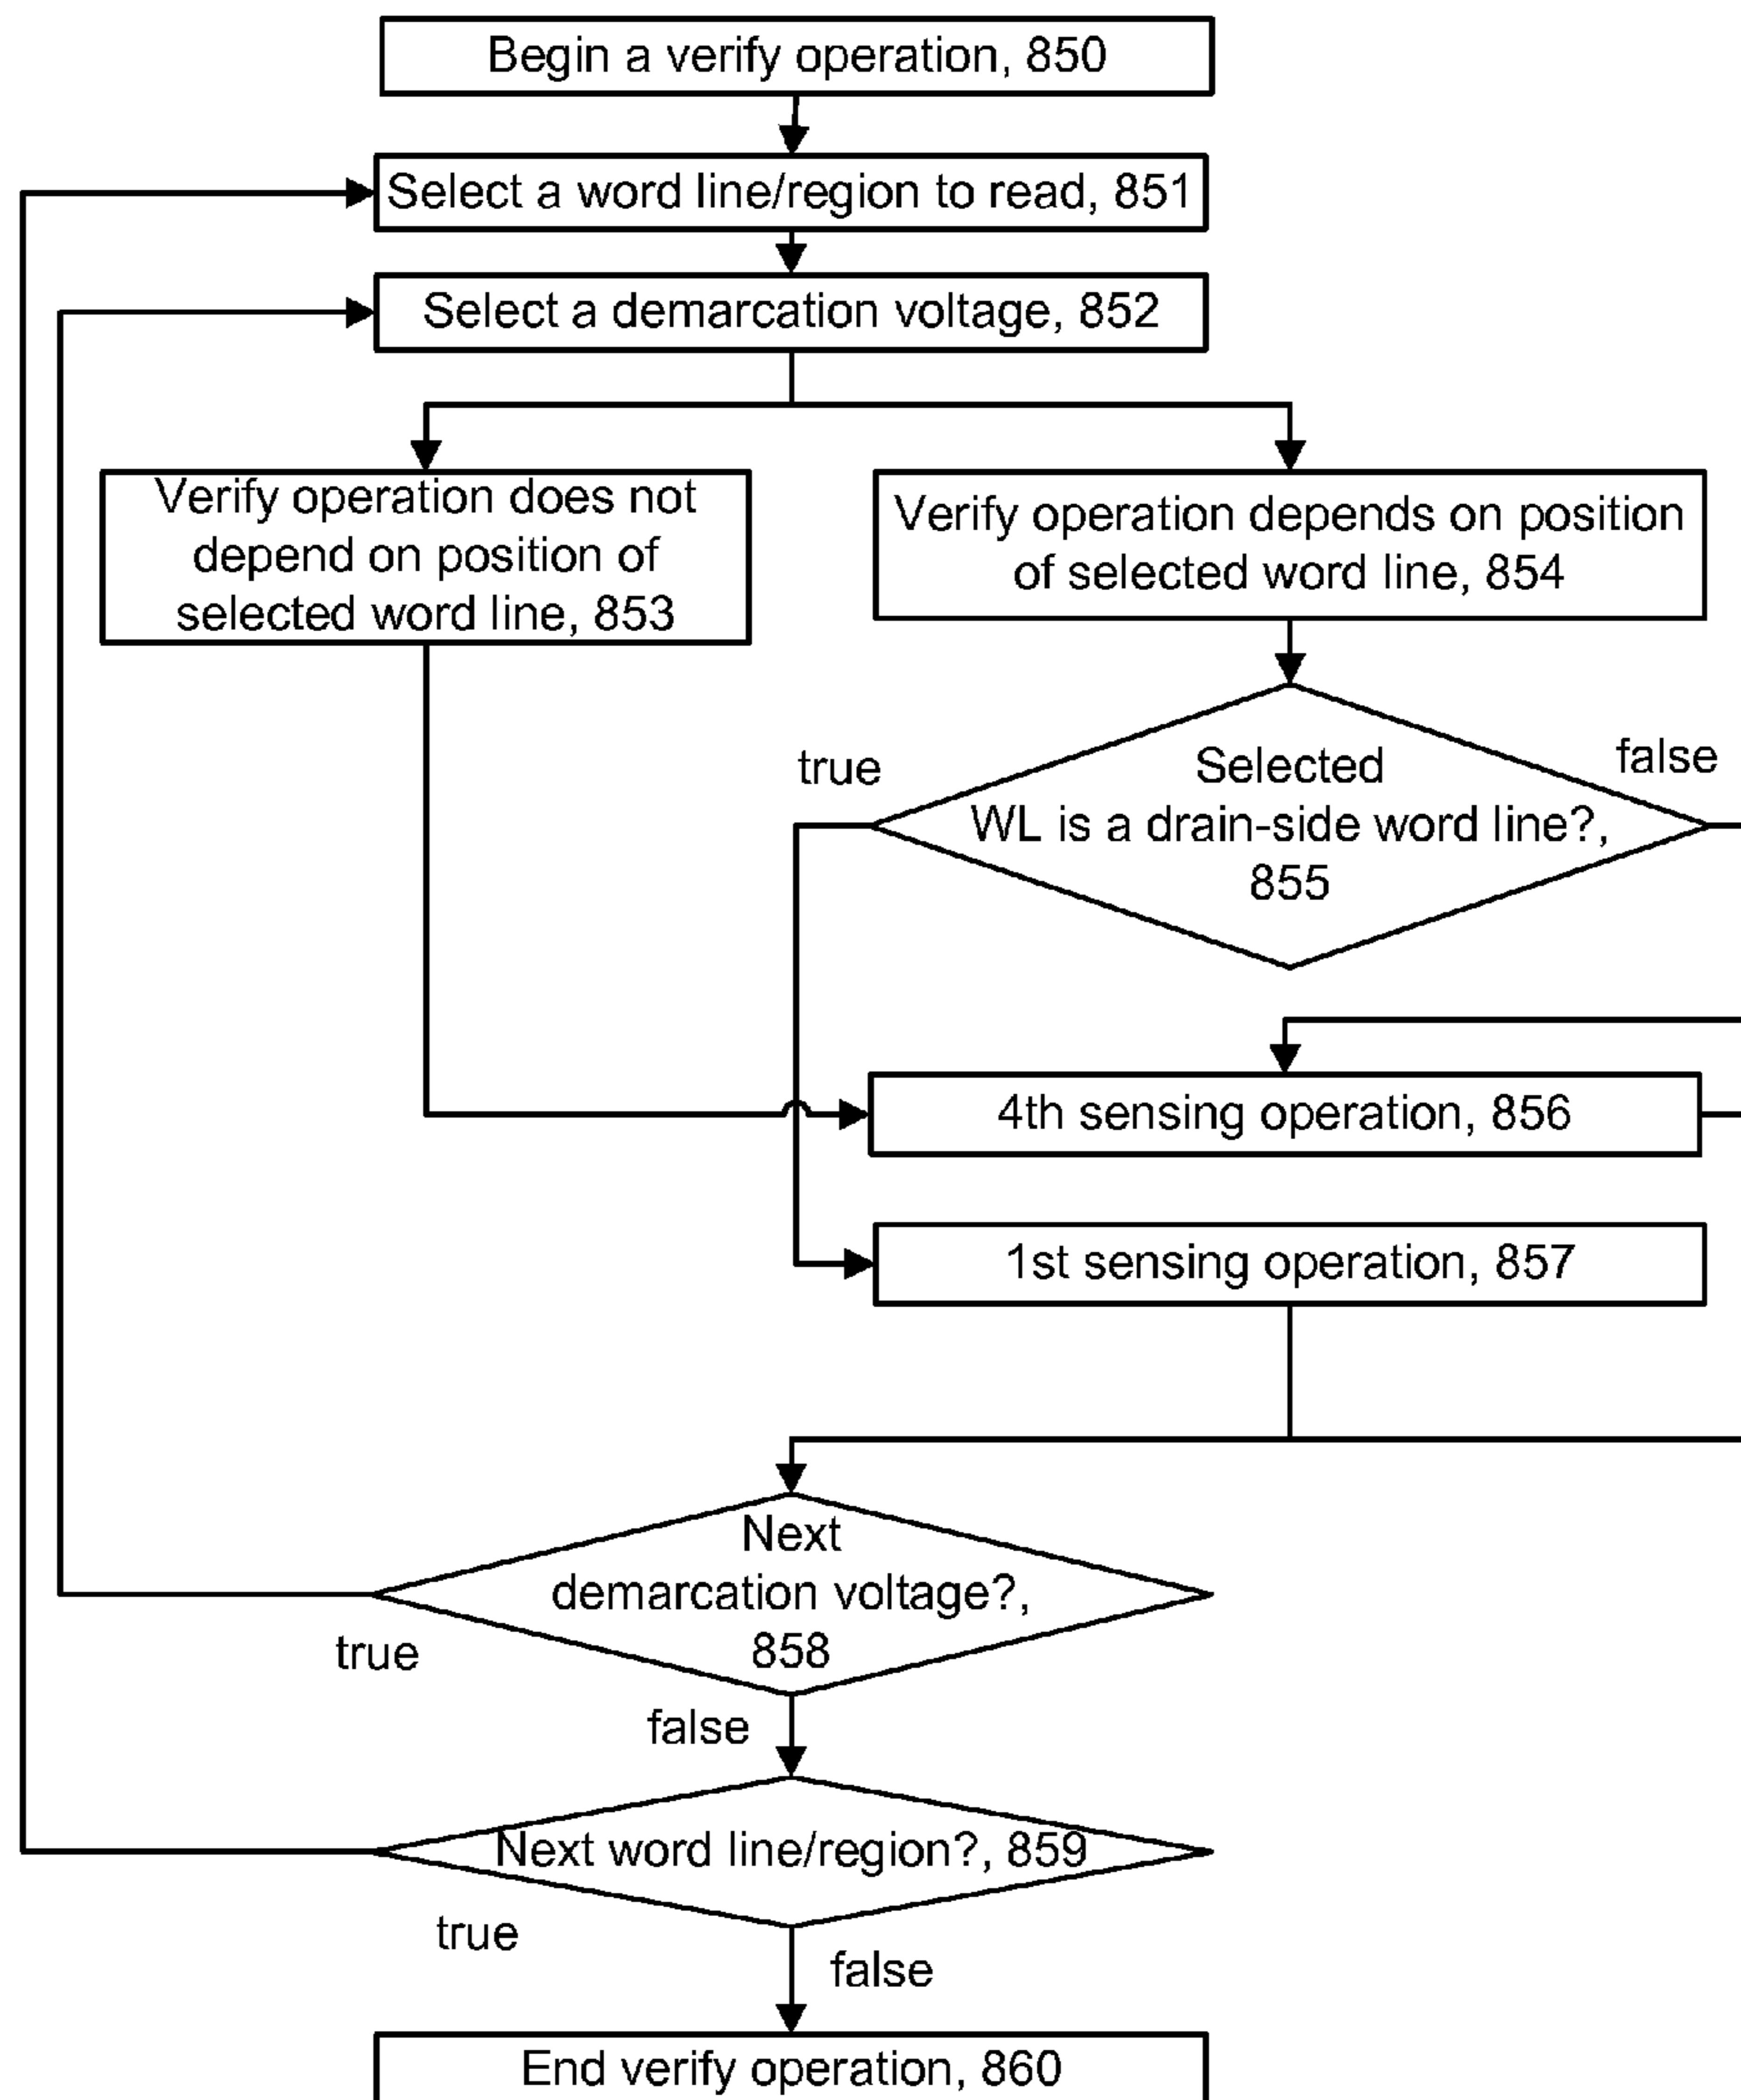 Begin a verify operation, 850
Select a word line/region to read, 851
Select a demarcation voltage, 852
Verify operation does not
depend on position of
selected word line, 853
Verify operation depends on position
of selected word line, 854
true
false
Selected
WL is a drain-side word line?,
855
4th sensing operation, 856
1st sensing operation, 857
Next
demarcation voltage?,
858
true
false
Next word line/region?, 859
true
false
End verify operation, 860